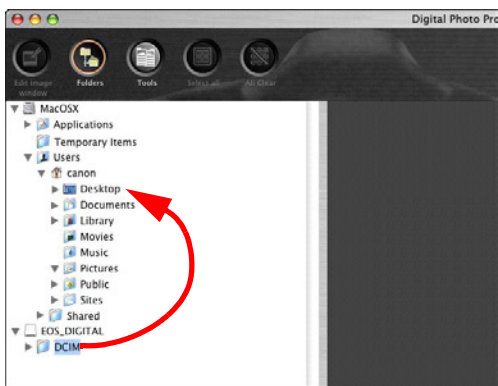 Digital Photo Pro
Edit image
window
Folders
Tools
Select all
All Clear
MacOSX
Applications
Temporary Items
Users
canon
Desktop
Documents
Library
Movies
Music
Pictures
Public
Sites
Shared
EOS_DIGITAL
DCIM